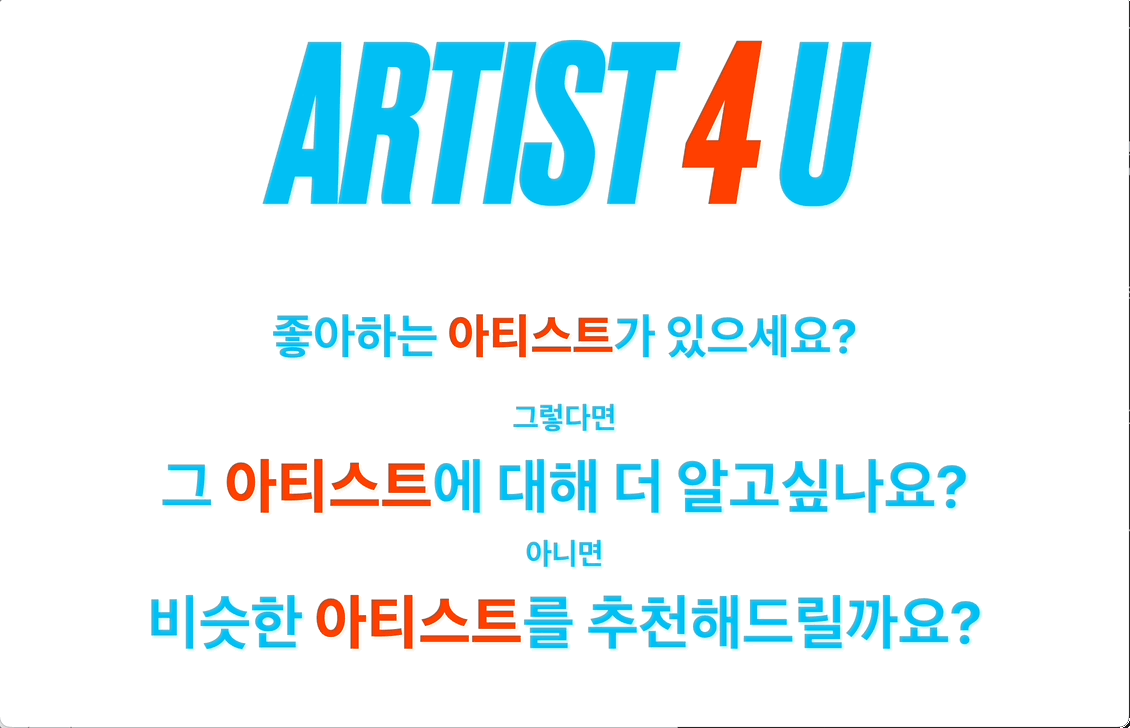 ARTIST 4 U
좋아하는 아티스트가 있으세요?
그렇다면
그 아티스트에 대해 더 알고싶나요?
아니면
비슷한 아티스트를 추천해드릴까요?